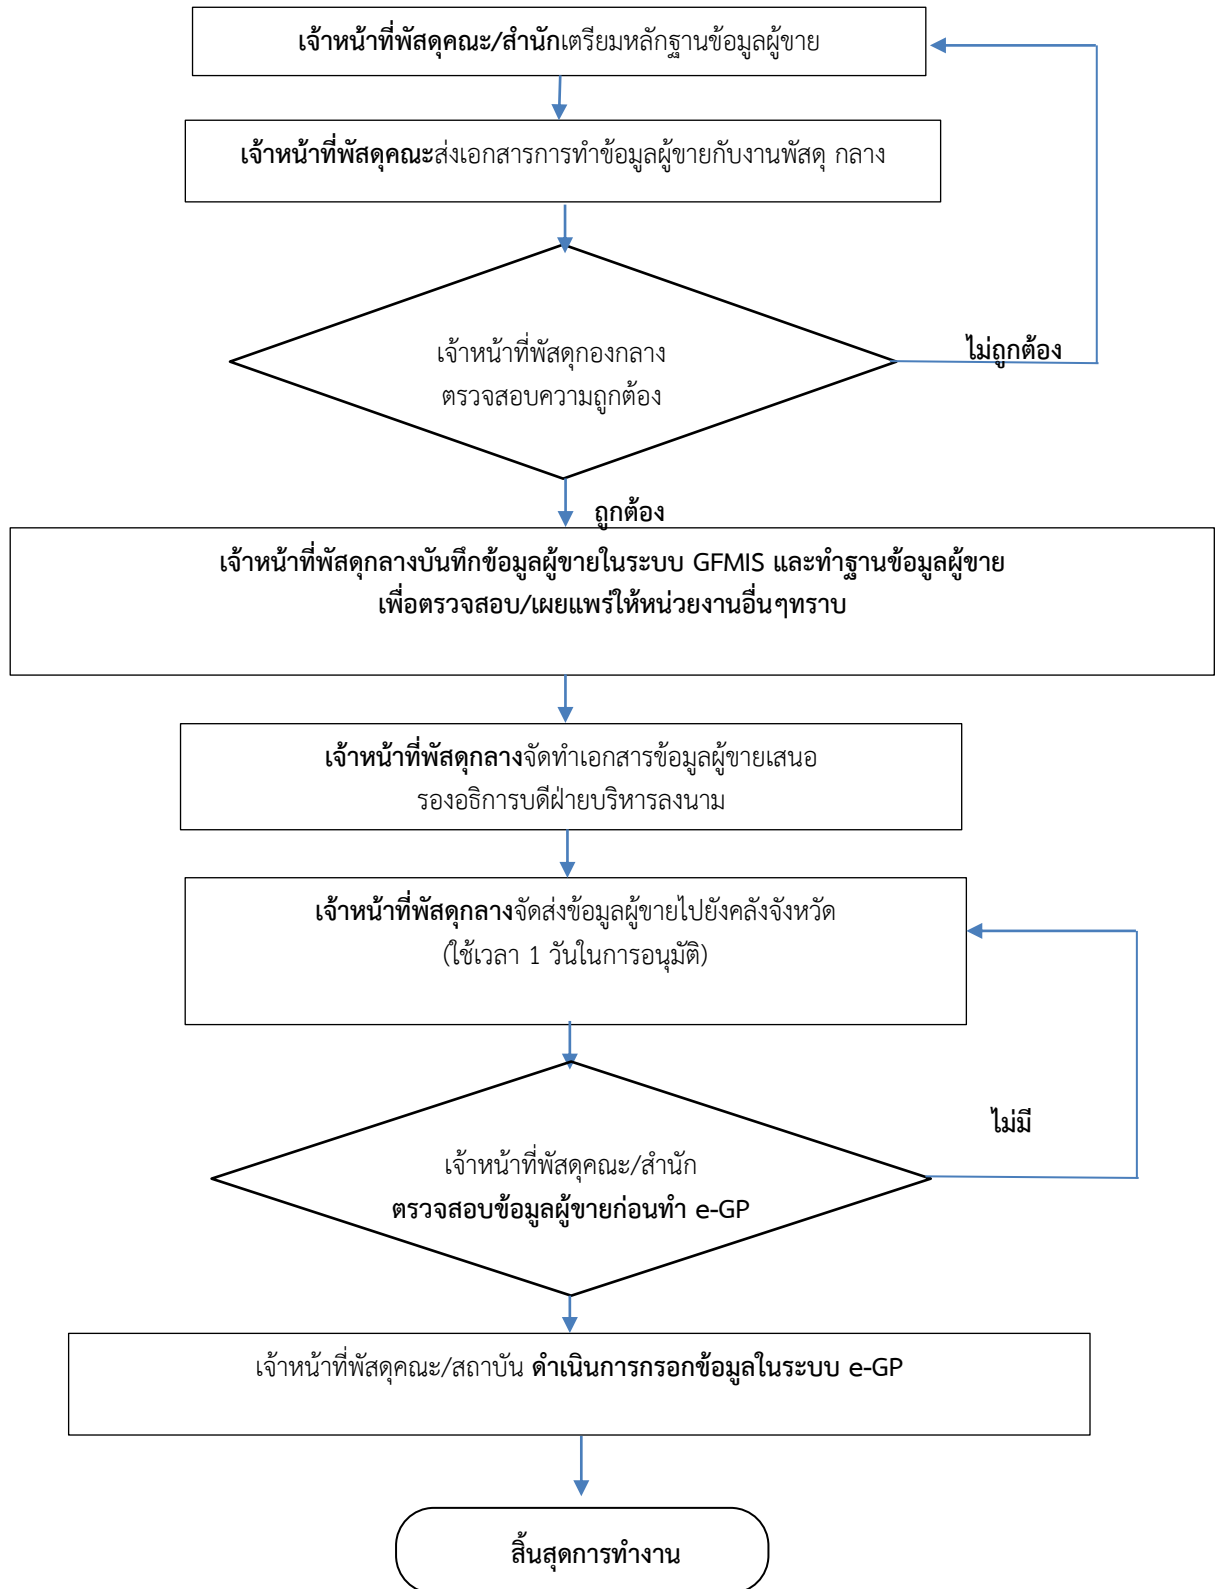 เจ้าหน้าที่พัสดุคณะ/สำนักเตรียมหลักฐานข้อมูลผู้ขาย
เจ้าหน้าที่พัสดุคณะส่งเอกสารการทำข้อมูลผู้ขายกับงานพัสดุ กลาง
เจ้าหน้าที่พัสดุกองกลาง
ตรวจสอบความถูกต้อง
ไม่ถูกต้อง
ถูกต้อง
เจ้าหน้าที่พัสดุกลางบันทึกข้อมูลผู้ขายในระบบ GFMIS และทำฐานข้อมูลผู้ขาย
เพื่อตรวจสอบ/เผยแพร่ให้หน่วยงานอื่นๆทราบ
เจ้าหน้าที่พัสดุกลางจัดทำเอกสารข้อมูลผู้ขายเสนอ
รองอธิการบดีฝ่ายบริหารลงนาม
เจ้าหน้าที่พัสดุกลางจัดส่งข้อมูลผู้ขายไปยังคลังจังหวัด
(ใช้เวลา 1 วันในการอนุมัติ)
ไม่มี
เจ้าหน้าที่พัสดุคณะ/สำนัก
ตรวจสอบข้อมูลผู้ขายก่อนทำ e-GP
เจ้าหน้าที่พัสดุคณะ/สถาบัน ดำเนินการกรอกข้อมูลในระบบ e-GP
สิ้นสุดการทำงาน